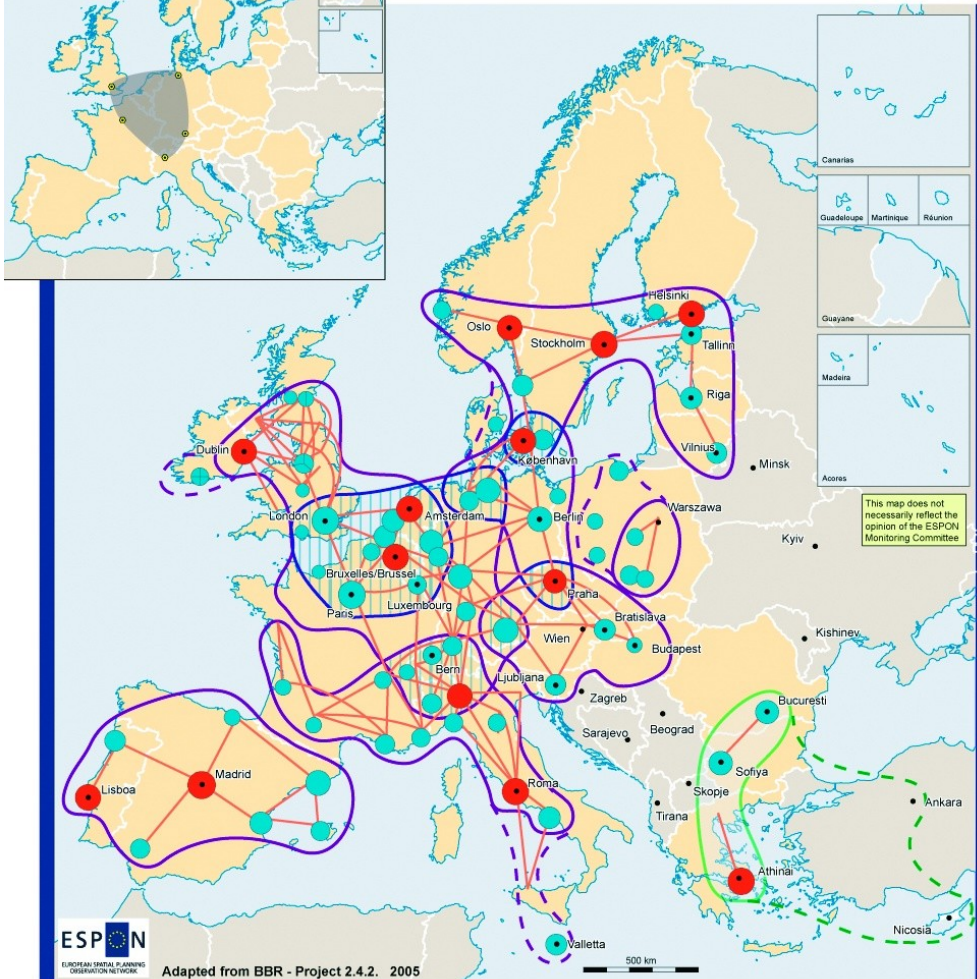 Canarias
Guadeloupe
Martinique
Réunion
Guayane
Madeira
Acores
This map does not
necessarily reflect the
opinion of the ESPON
Monitoring Committee
Helsinki
Oslo
Stockholm
Tallinn
Riga
Vilnius
Minsk
Dublin
København
London
Amsterdam
Berlin
Warszawa
Kyiv
Bruxelles/Brussel
Luxembourg
Paris
Praha
Wien
Bratislava
Budapest
Kishinev
Bern
Ljubljana
Zagreb
Bucuresti
Beograd
Sarajevo
Sofiya
Skopje
Tirana
Ankara
Madrid
Lisboa
Roma
Athinai
Nicosia
Valletta
ESPON
EUROPEAN SPATIAL PLANNING
OBSERVATION NETWORK
Adapted from BBR - Project 2.4.2. 2005
500 km